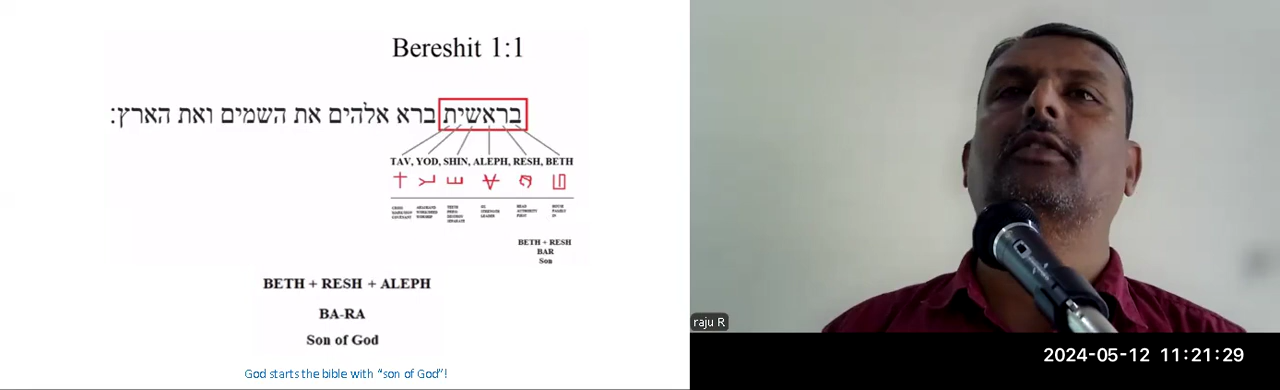 Bereshit 1:1
בראשית ברא אלהים את השמים ואת הארץ:
TAV, YOD, SHIN, ALEPH, RESH, BETH
BETH + RESH
BAR
Son
BETH + RESH + ALEPH
BA-RA
Son of God
God starts the bible with “son of God”!
raju R
2024-05-12 11:21:29